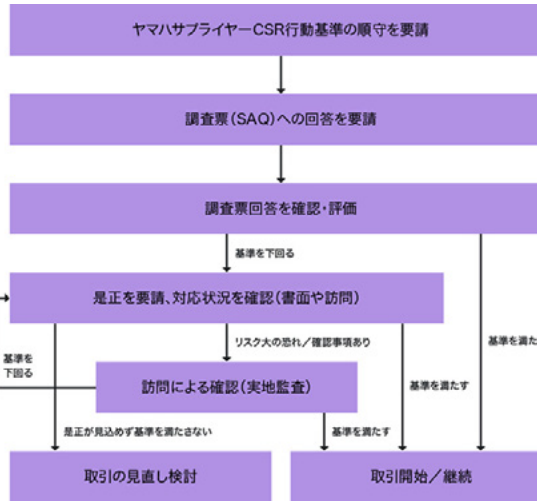 ヤマハサプライヤーCSR行動基準の順守を要請
調査票(SAQ)への回答を要請
調査票回答を確認・評価
基準を下回る
是正を要請、対応状況を確認(書面や訪問)
基準を満た
リスク大の恐れ/確認事項あり
基準を
下回る
訪問による確認(実地監査)
基準を満たす
是正が見込めず基準を満たさない
基準を満たす
取引の見直し検討
取引開始/継続